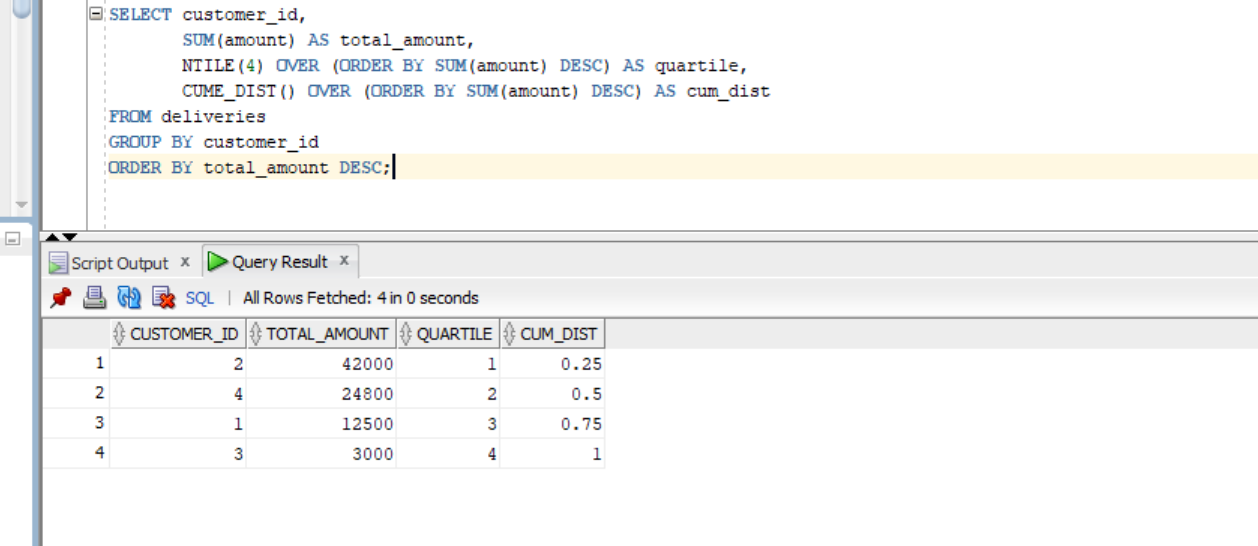 SELECT customer_id,
SUM(amount) AS total_amount,
NTILE(4) OVER (ORDER BY SUM(amount) DESC) AS quartile,
CUME_DIST() OVER (ORDER BY SUM(amount) DESC) AS cum_dist
FROM deliveries
GROUP BY customer_id
ORDER BY total_amount DESC;
Script Output x Query Result x
SQL | All Rows Fetched: 4 in 0 seconds
CUSTOMER_ID TOTAL_AMOUNT QUARTILE CUM_DIST
1 2 42000 1 0.25
2 4 24800 2 0.5
3 1 12500 3 0.75
4 3 3000 4 1